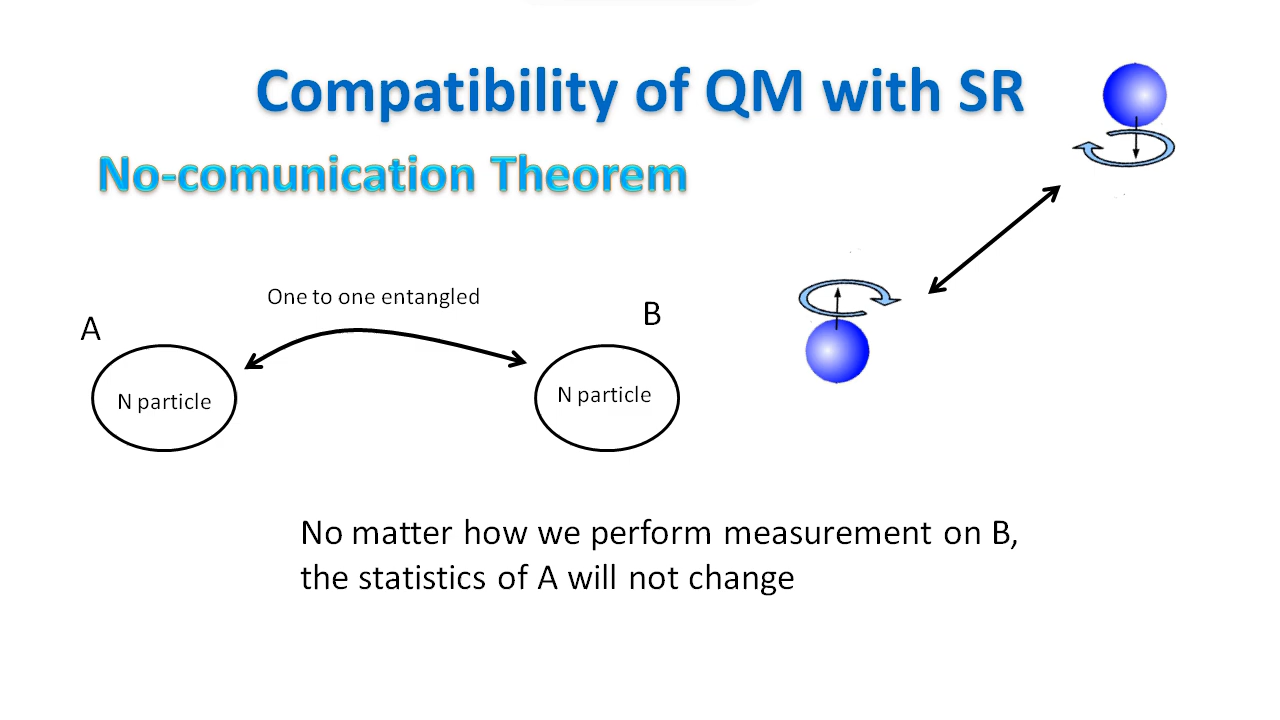 Compatibility of QM with SR
No-comunication Theorem
One to one entangled
A
B
N particle
N particle
No matter how we perform measurement on B,
the statistics of A will not change